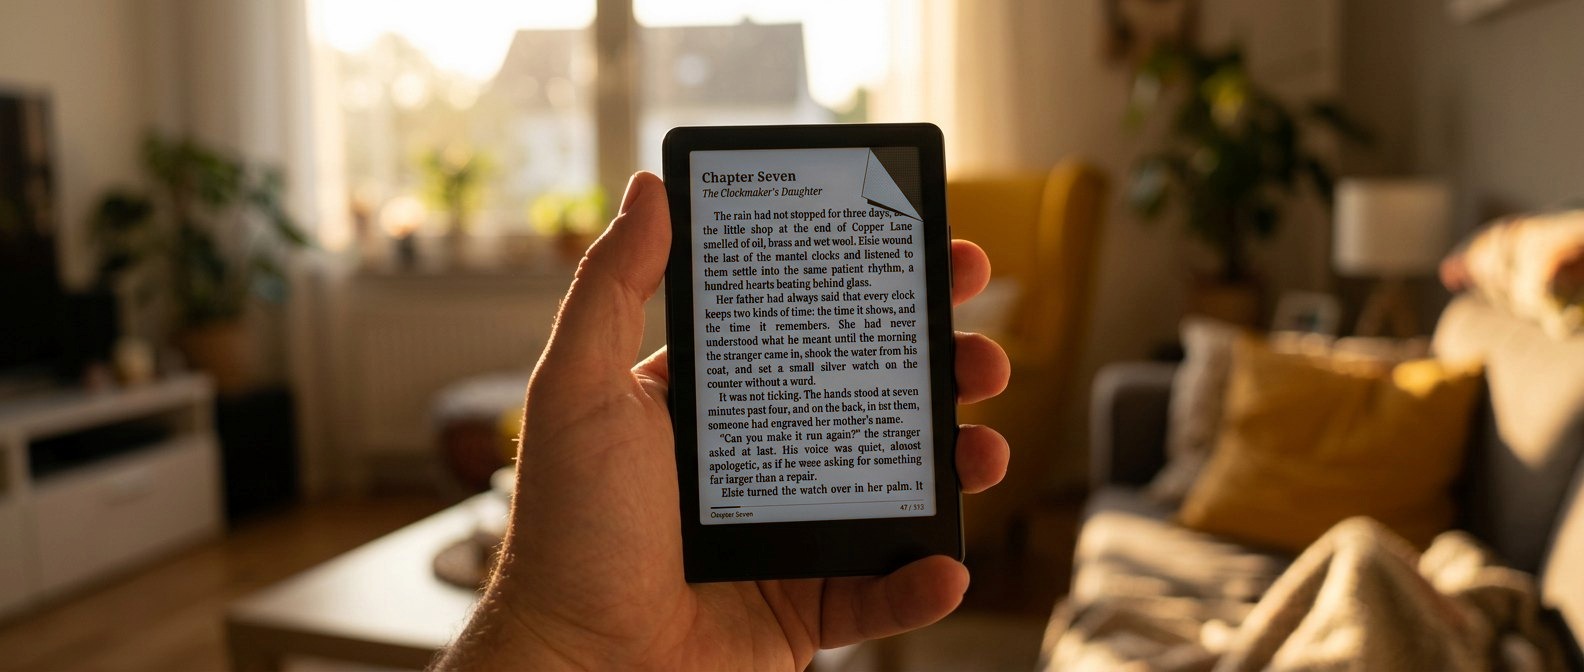 Chapter Seven
The Clockmaker's Daughter
The rain had not stopped for three days,
the little shop at the end of Copper Lane
smelled of oil, brass and wet wool. Elsie wound
the last of the mantel clocks and listened to
them settle into the same patient rhythm, a
hundred hearts beating behind glass.
Her father had always said that every clock
keeps two kinds of time: the time it shows, and
the time it remembers. She had never
understood what he meant until the morning
the stranger came in, shook the water from his
coat, and set a small silver watch on the
counter without a wurd.
It was not ticking. The hands stood at seven
minutes past four, and on the back, in ist them,
someone had engraved her mother's name.
"Can you make it run again?" the stranger
asked at last. His voice was quiet, almost
apologetic, as if he weee asking for something
far iarger than a repair.
Elsie turned the watch over in her palm. It
Chapter Seven
47 / 313